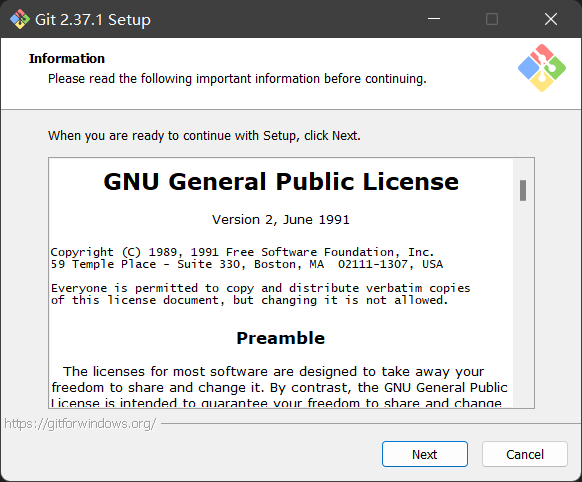 Git 2.37.1 Setup
Information
Please read the following important information before continuing.
When you are ready to continue with Setup, click Next.
GNU General Public License
Version 2, June 1991
Copyright (C) 1989, 1991 Free Software Foundation, Inc.
59 Temple Place - Suite 330, Boston, MA  02111-1307, USA
Everyone is permitted to copy and distribute verbatim copies
of this license document, but changing it is not allowed.
Preamble
The licenses for most software are designed to take away your
freedom to share and change it. By contrast, the GNU General Public
License is intended to guarantee your freedom to share and change
https://gitforwindows.org/
Next
Cancel